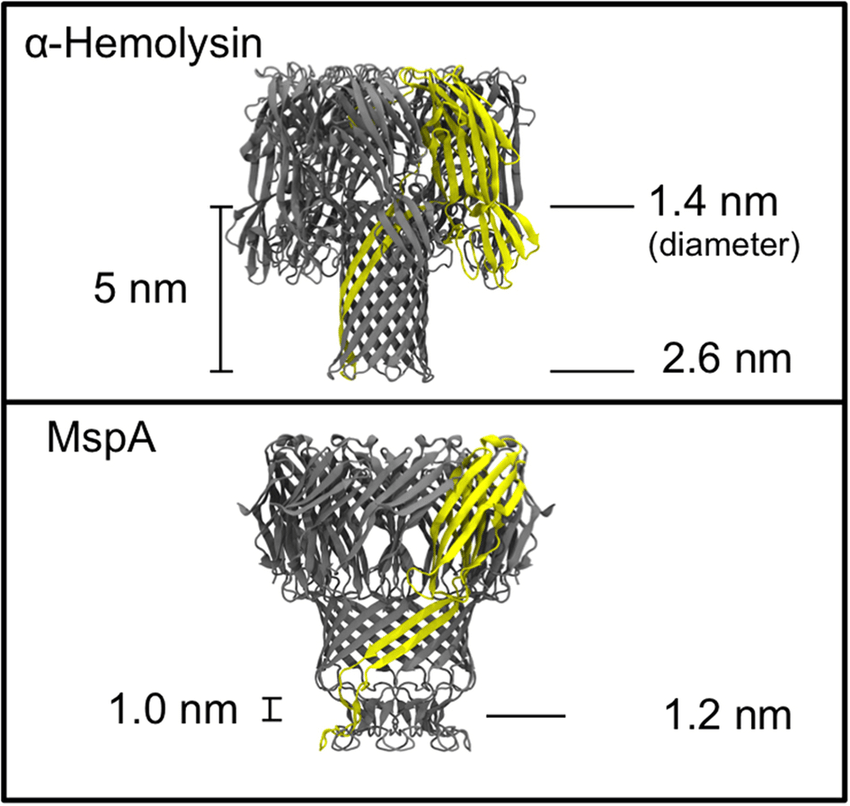 α-Hemolysin
1.4 nm
(diameter)
5 nm
2.6 nm
MspA
1.0 nm
1.2 nm